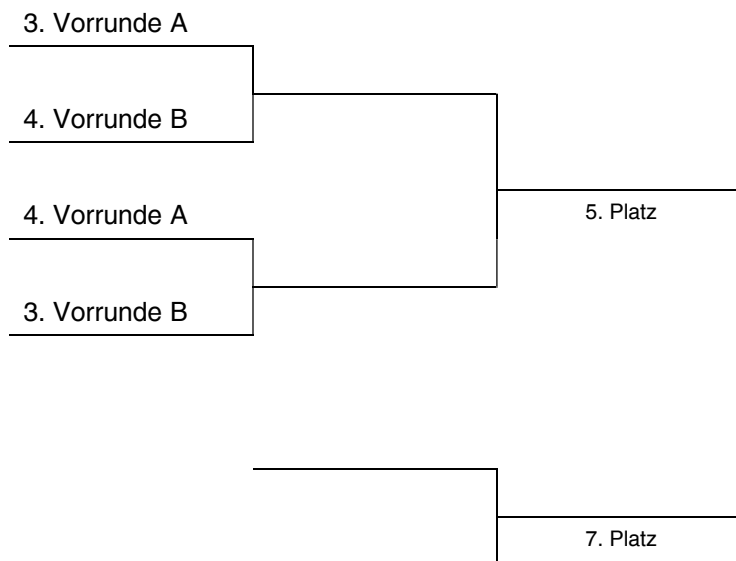 3. Vorrunde A
4. Vorrunde B
4. Vorrunde A
5. Platz
3. Vorrunde B
7. Platz